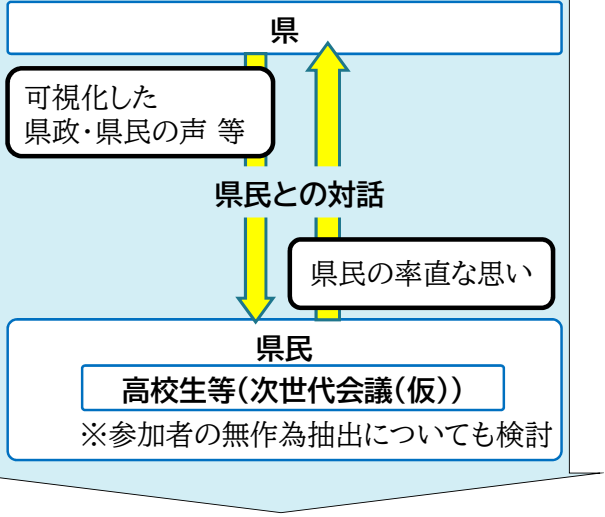 県
可視化した
県政・県民の声 等
県民との対話
県民の率直な思い
県民
高校生等(次世代会議(仮))
※参加者の無作為抽出についても検討